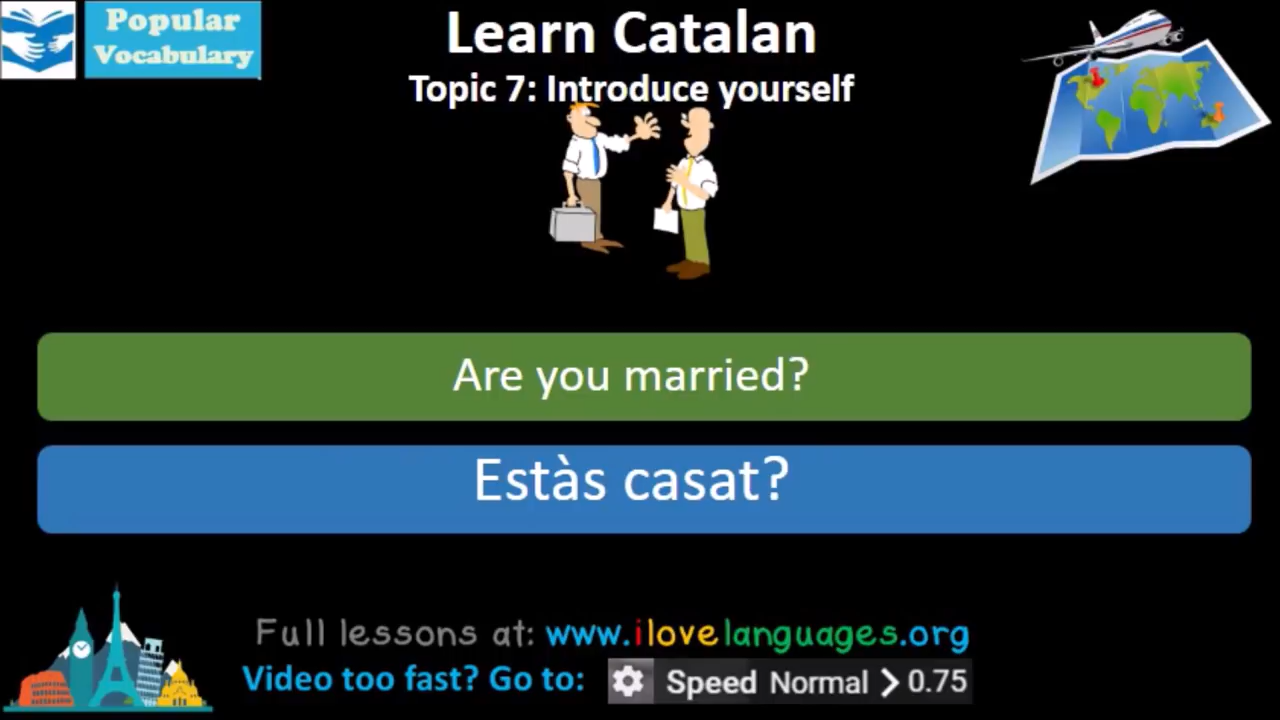 Popular
Vocabulary
Learn Catalan
Topic 7: Introduce yourself
Are you married?
Estàs casat?
Full lessons at: www.ilovelanguages.org
Video too fast? Go to: Speed Normal > 0.75